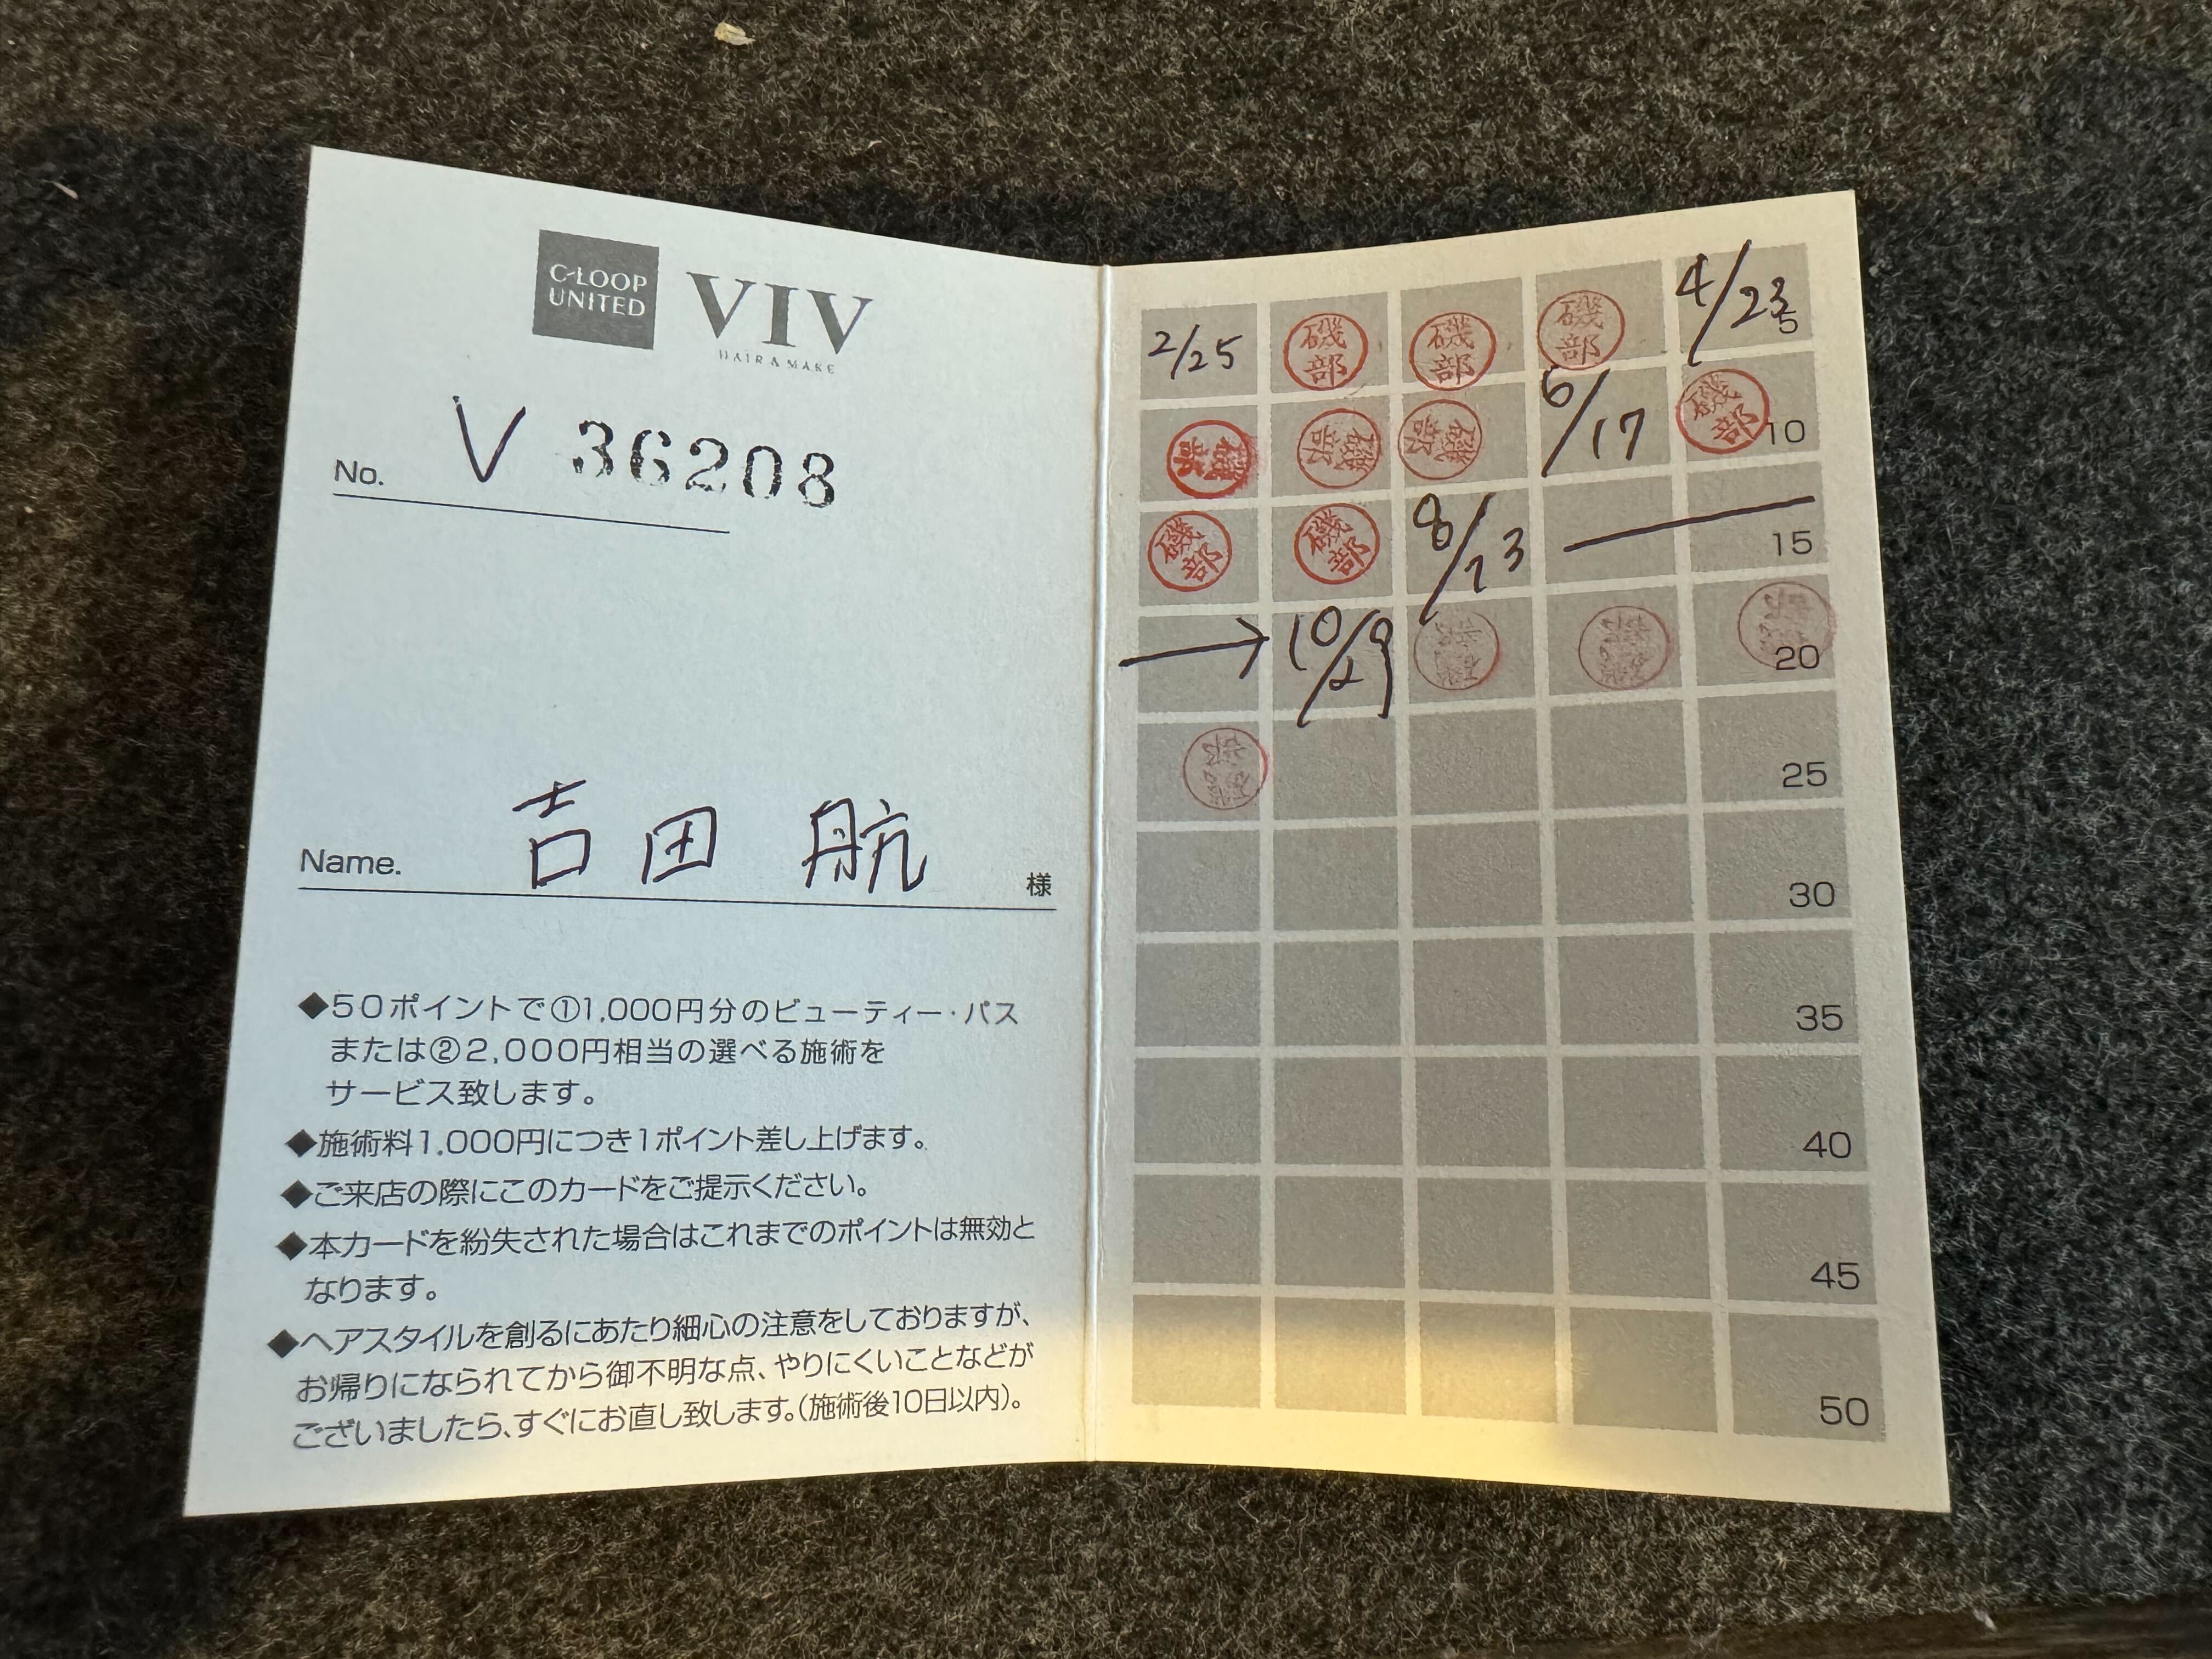 C-LOOP
UNITED
VIV
HAIR & MAKE
No. V 36208
Name. 吉田 航 様
◆50ポイントで①1,000円分のビューティー・パス
または②2,000円相当の選べる施術を
サービス致します。
◆施術料1,000円につき1ポイント差し上げます。
◆ご来店の際にこのカードをご提示ください。
◆本カードを紛失された場合はこれまでのポイントは無効と
なります。
◆ヘアスタイルを創るにあたり細心の注意をしておりますが、
お帰りになられてから御不明な点、やりにくいことなどが
ございましたら、すぐにお直し致します。(施術後10日以内)。
2/25 磯部 磯部 磯部 4/23 5
磯部 磯部 磯部 6/17 磯部 10
磯部 磯部 8/13 15
→ 10/29 磯部 磯部 磯部 20
磯部 25
30
35
40
45
50